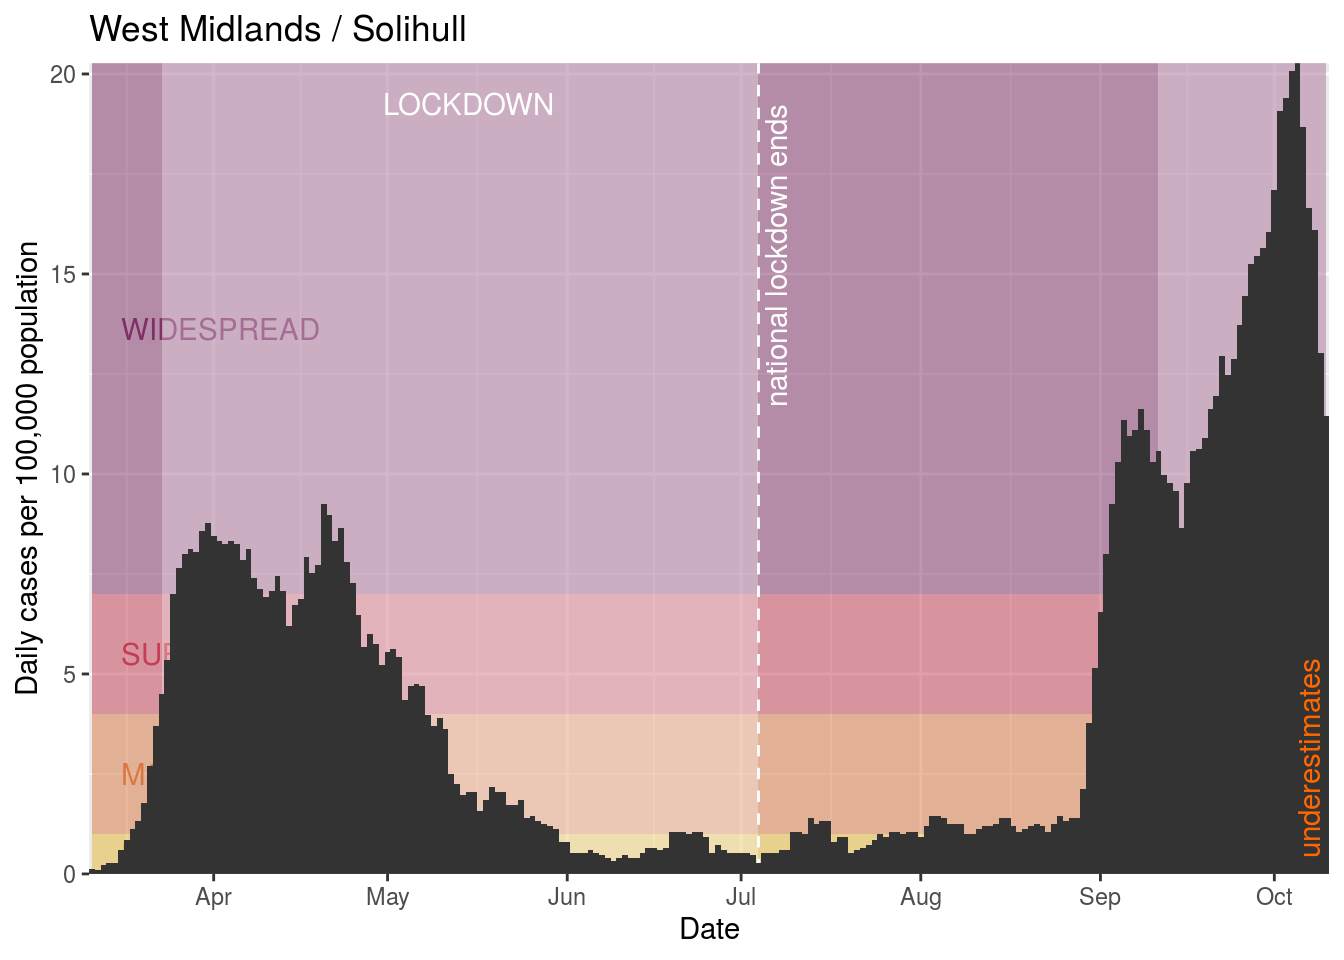 West Midlands / Solihull
20
15
10
5
0
Daily cases per 100,000 population
LOCKDOWN
WIDESPREAD
national lockdown ends
underestimates
Apr May Jun Jul Aug Sep Oct
Date